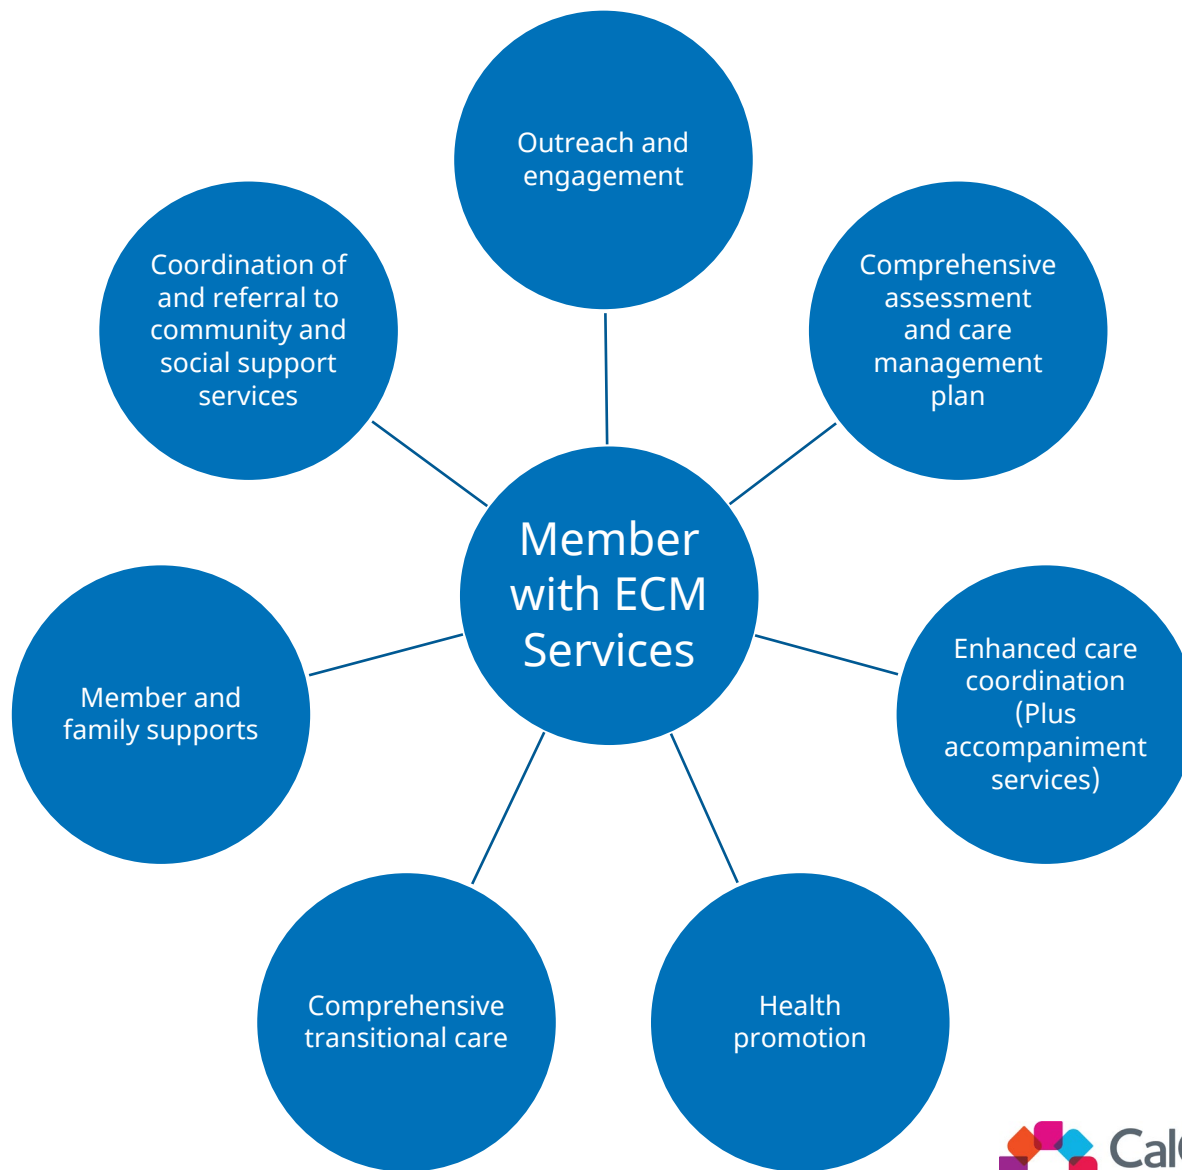 Outreach and
engagement
Comprehensive
assessment
and care
management
plan
Enhanced care
coordination
(Plus
accompaniment
services)
Health
promotion
Comprehensive
transitional care
Member and
family supports
Coordination of
and referral to
community and
social support
services
Member
with ECM
Services